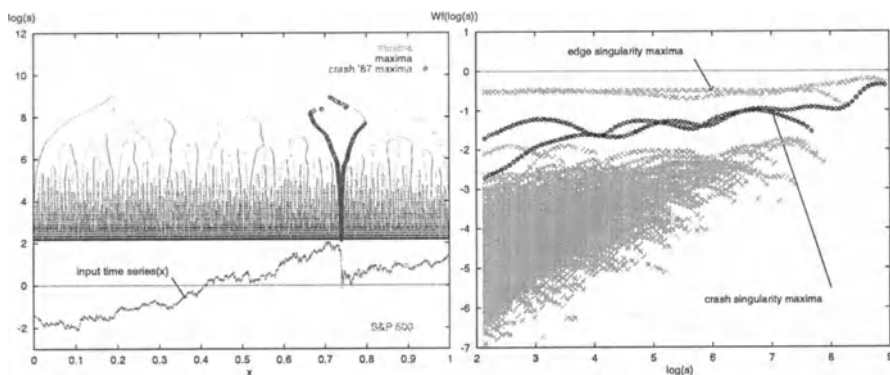 log(s)
12
10
8
6
4
2
0
-2
minima
maxima
crash '87 maxima
input time series(x)
S&P 500
0 0.1 0.2 0.3 0.4 0.5 0.6 0.7 0.8 0.9 1
x
Wf(log(s))
1
0
-1
-2
-3
-4
-5
-6
-7
edge singularity maxima
crash singularity maxima
2 3 4 5 6 7 8 9
log(s)